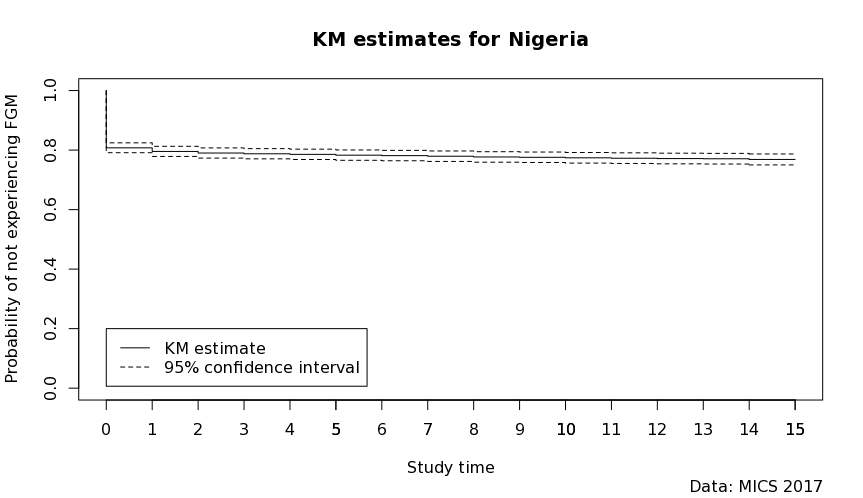 KM estimates for Nigeria
Probability of not experiencing FGM
1.0
0.8
0.6
0.4
0.2
0.0
KM estimate
95% confidence interval
0 1 2 3 4 5 6 7 8 9 10 11 12 13 14 15
Study time
Data: MICS 2017